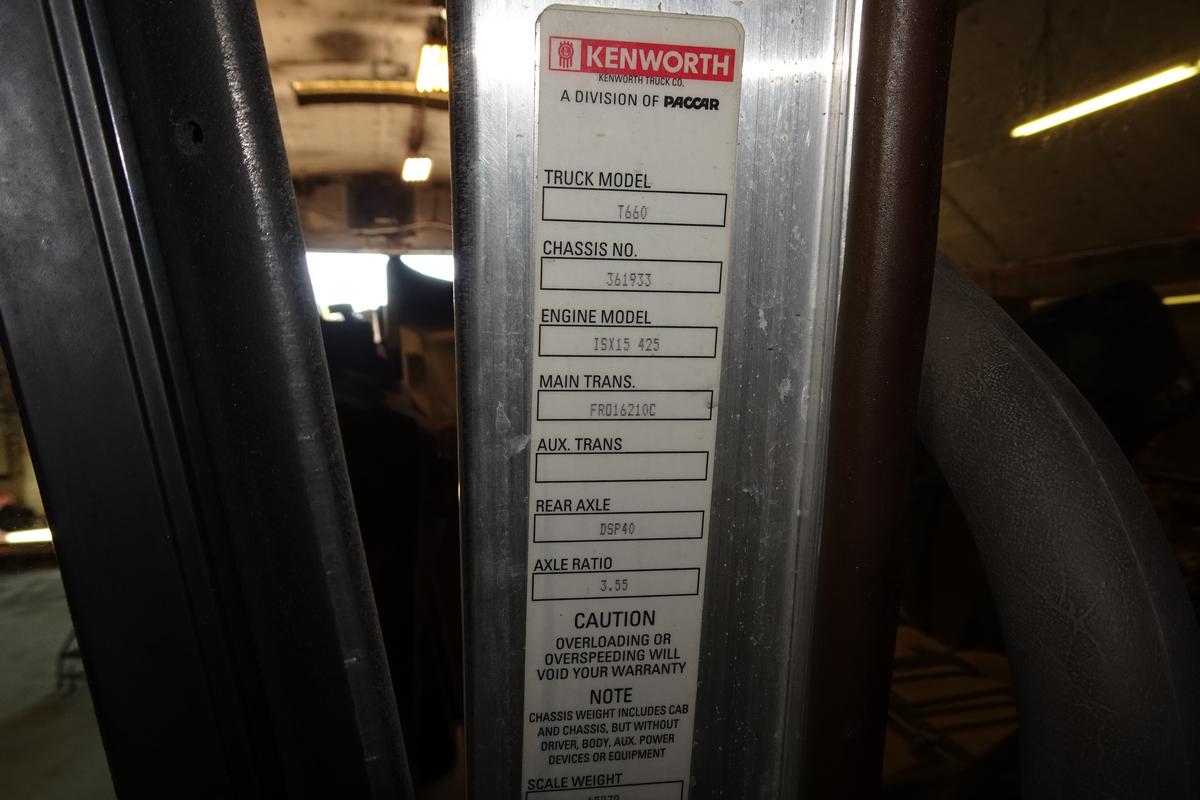 KENWORTH
KENWORTH TRUCK CO.
A DIVISION OF PACCAR
TRUCK MODEL
T660
CHASSIS NO.
361933
ENGINE MODEL
ISX15 425
MAIN TRANS.
FRO16210C
AUX. TRANS
REAR AXLE
DSP40
AXLE RATIO
3.55
CAUTION
OVERLOADING OR
OVERSPEEDING WILL
VOID YOUR WARRANTY
NOTE
CHASSIS WEIGHT INCLUDES CAB
AND CHASSIS, BUT WITHOUT
DRIVER, BODY, AUX. POWER
DEVICES OR EQUIPMENT
SCALE WEIGHT